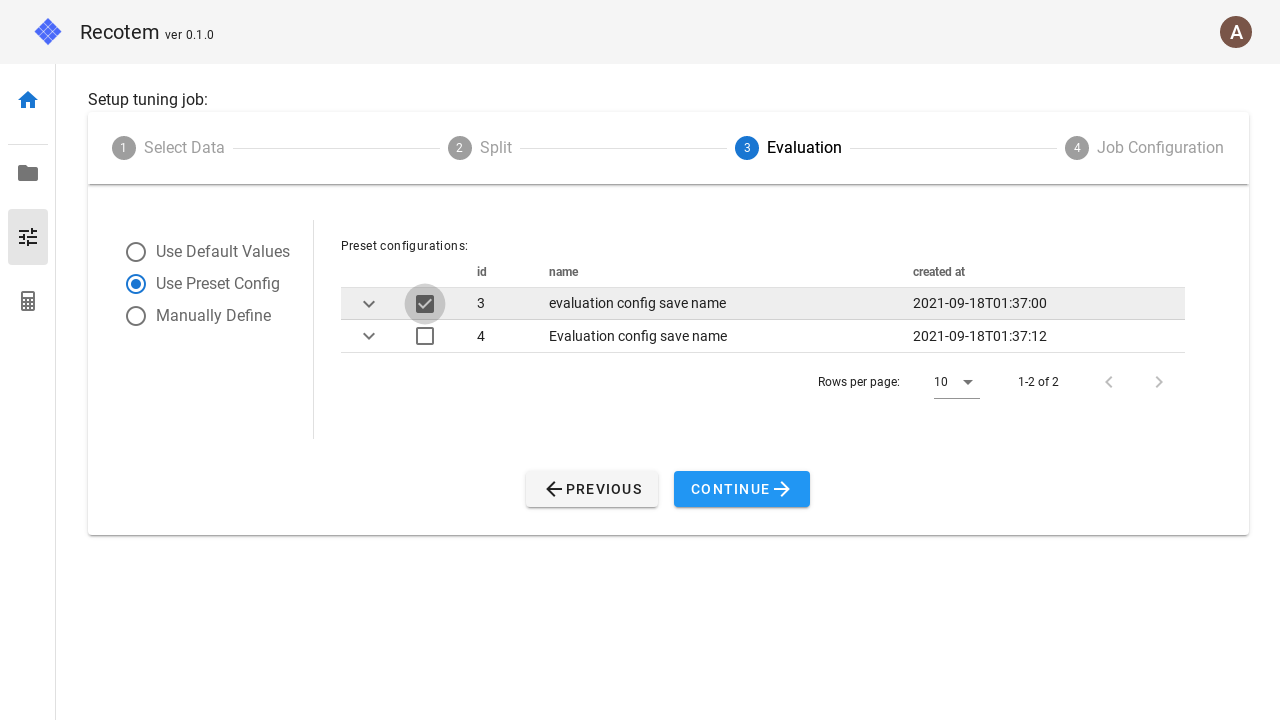 Recotem ver 0.1.0
A
Setup tuning job:
1 Select Data
2 Split
3 Evaluation
4 Job Configuration
Use Default Values
Use Preset Config
Manually Define
Preset configurations:
id name created at
3 evaluation config save name 2021-09-18T01:37:00
4 Evaluation config save name 2021-09-18T01:37:12
Rows per page: 10 1-2 of 2
PREVIOUS CONTINUE